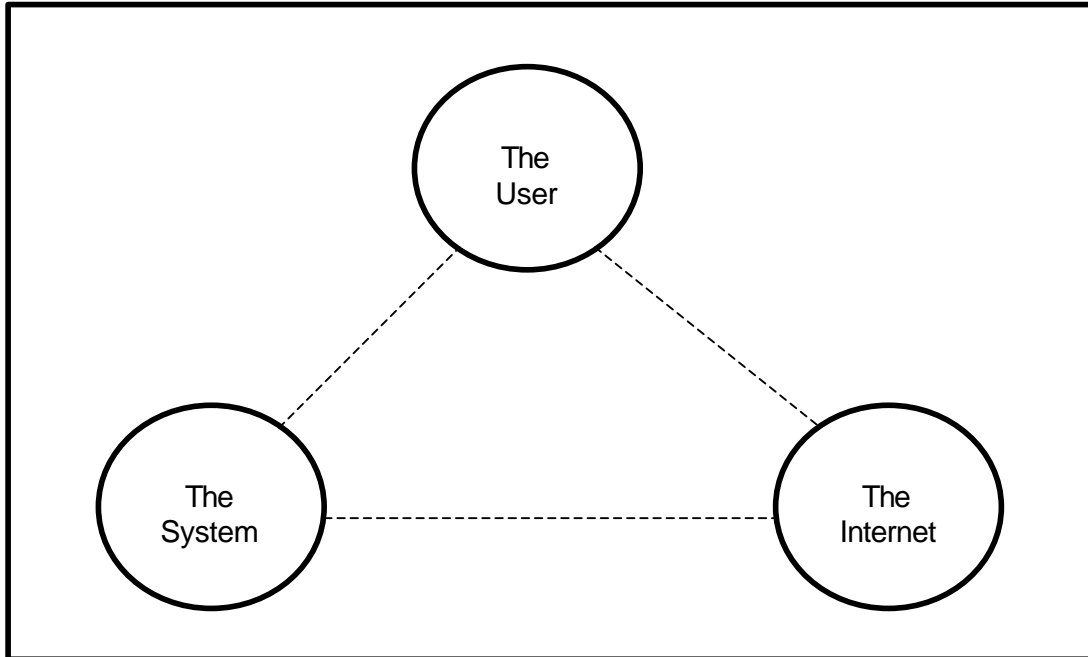 The
User
The
System
The
Internet